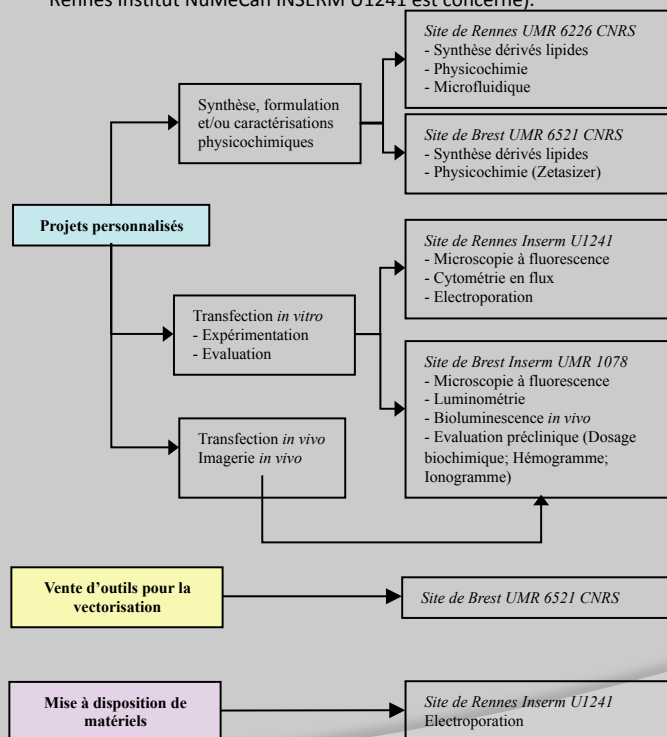 Rennes Institut NuMeCan INSERM U1241 est concerné).
Site de Rennes UMR 6226 CNRS
- Synthèse dérivés lipides
- Physicochimie
- Microfluidique
Synthèse, formulation
et/ou caractérisations
physicochimiques
Site de Brest UMR 6521 CNRS
- Synthèse dérivés lipides
- Physicochimie (Zetasizer)
Projets personnalisés
Site de Rennes Inserm U1241
- Microscopie à fluorescence
- Cytométrie en flux
- Electroporation
Transfection in vitro
- Expérimentation
- Evaluation
Site de Brest Inserm UMR 1078
- Microscopie à fluorescence
- Luminométrie
- Bioluminescence in vivo
- Evaluation préclinique (Dosage
biochimique; Hémogramme;
Ionogramme)
Transfection in vivo
Imagerie in vivo
Vente d'outils pour la
vectorisation
Site de Brest UMR 6521 CNRS
Mise à disposition de
matériels
Site de Rennes Inserm U1241
Electroporation